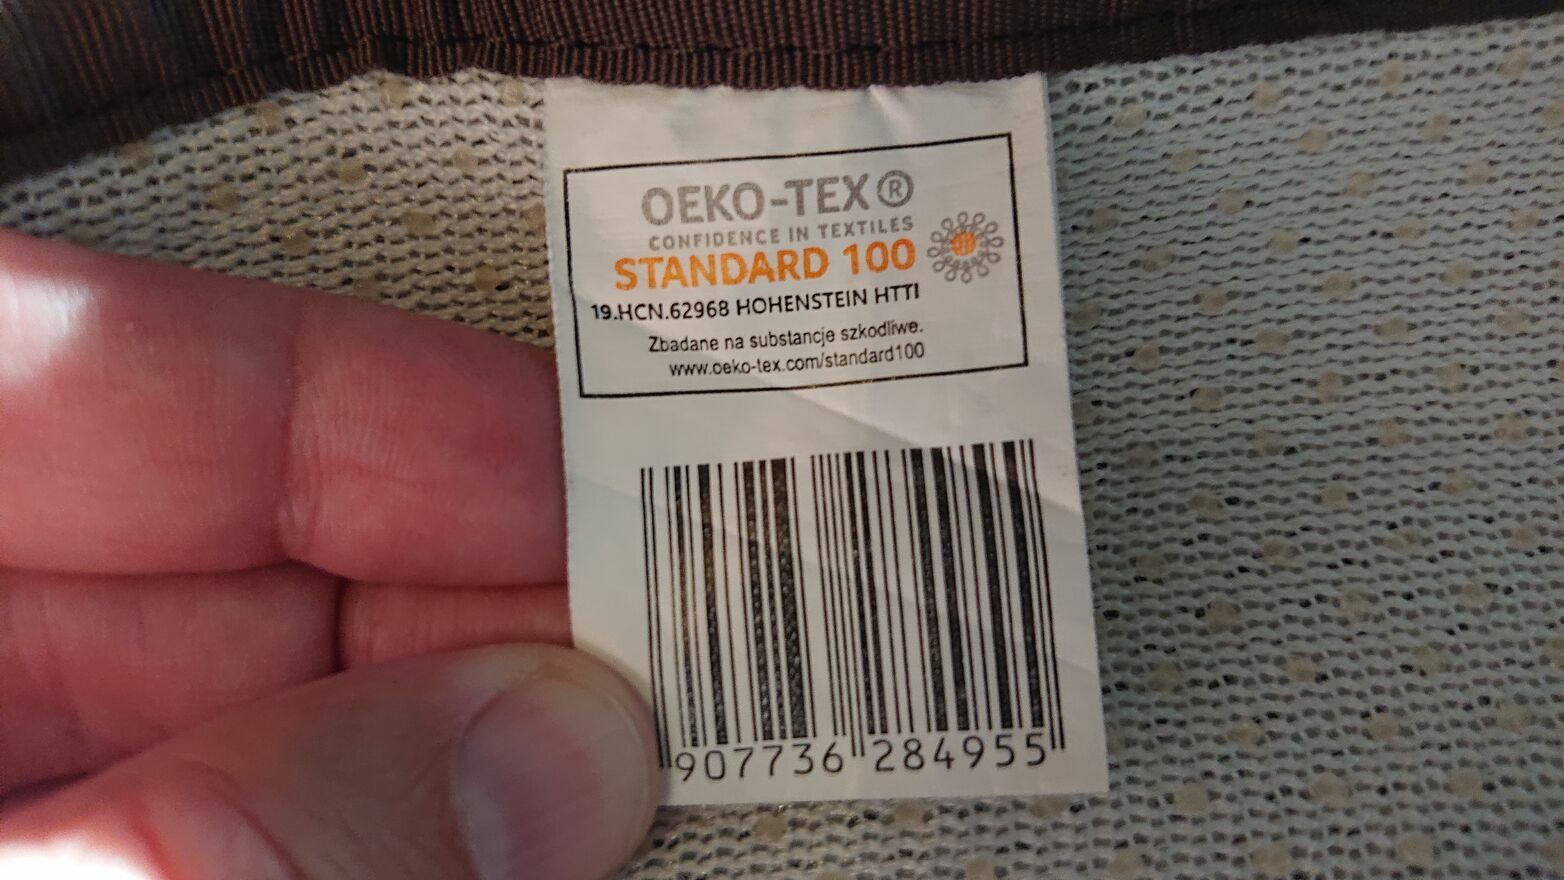 OEKO-TEX®
CONFIDENCE IN TEXTILES
STANDARD 100
19.HCN.62968 HOHENSTEIN HTTI
Zbadane na substancje szkodliwe.
www.oeko-tex.com/standard100
907736 284955